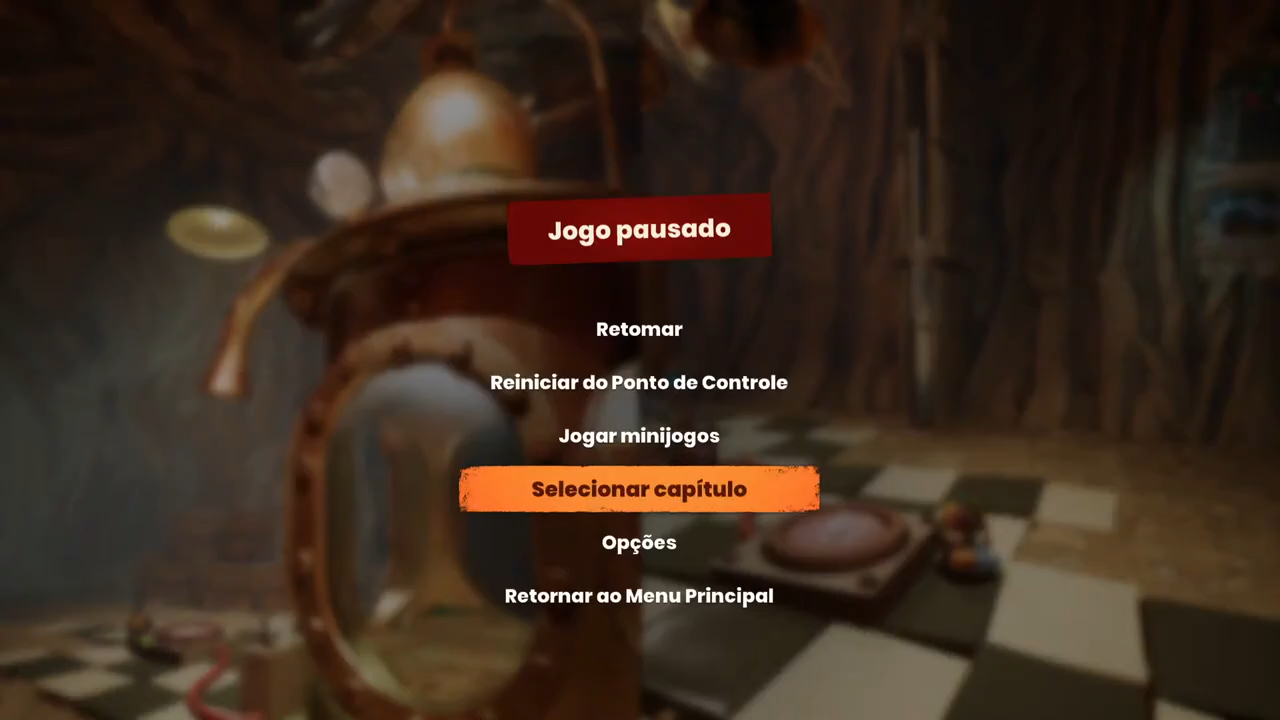 Jogo pausado
Retomar
Reiniciar do Ponto de Controle
Jogar minijogos
Selecionar capítulo
Opções
Retornar ao Menu Principal